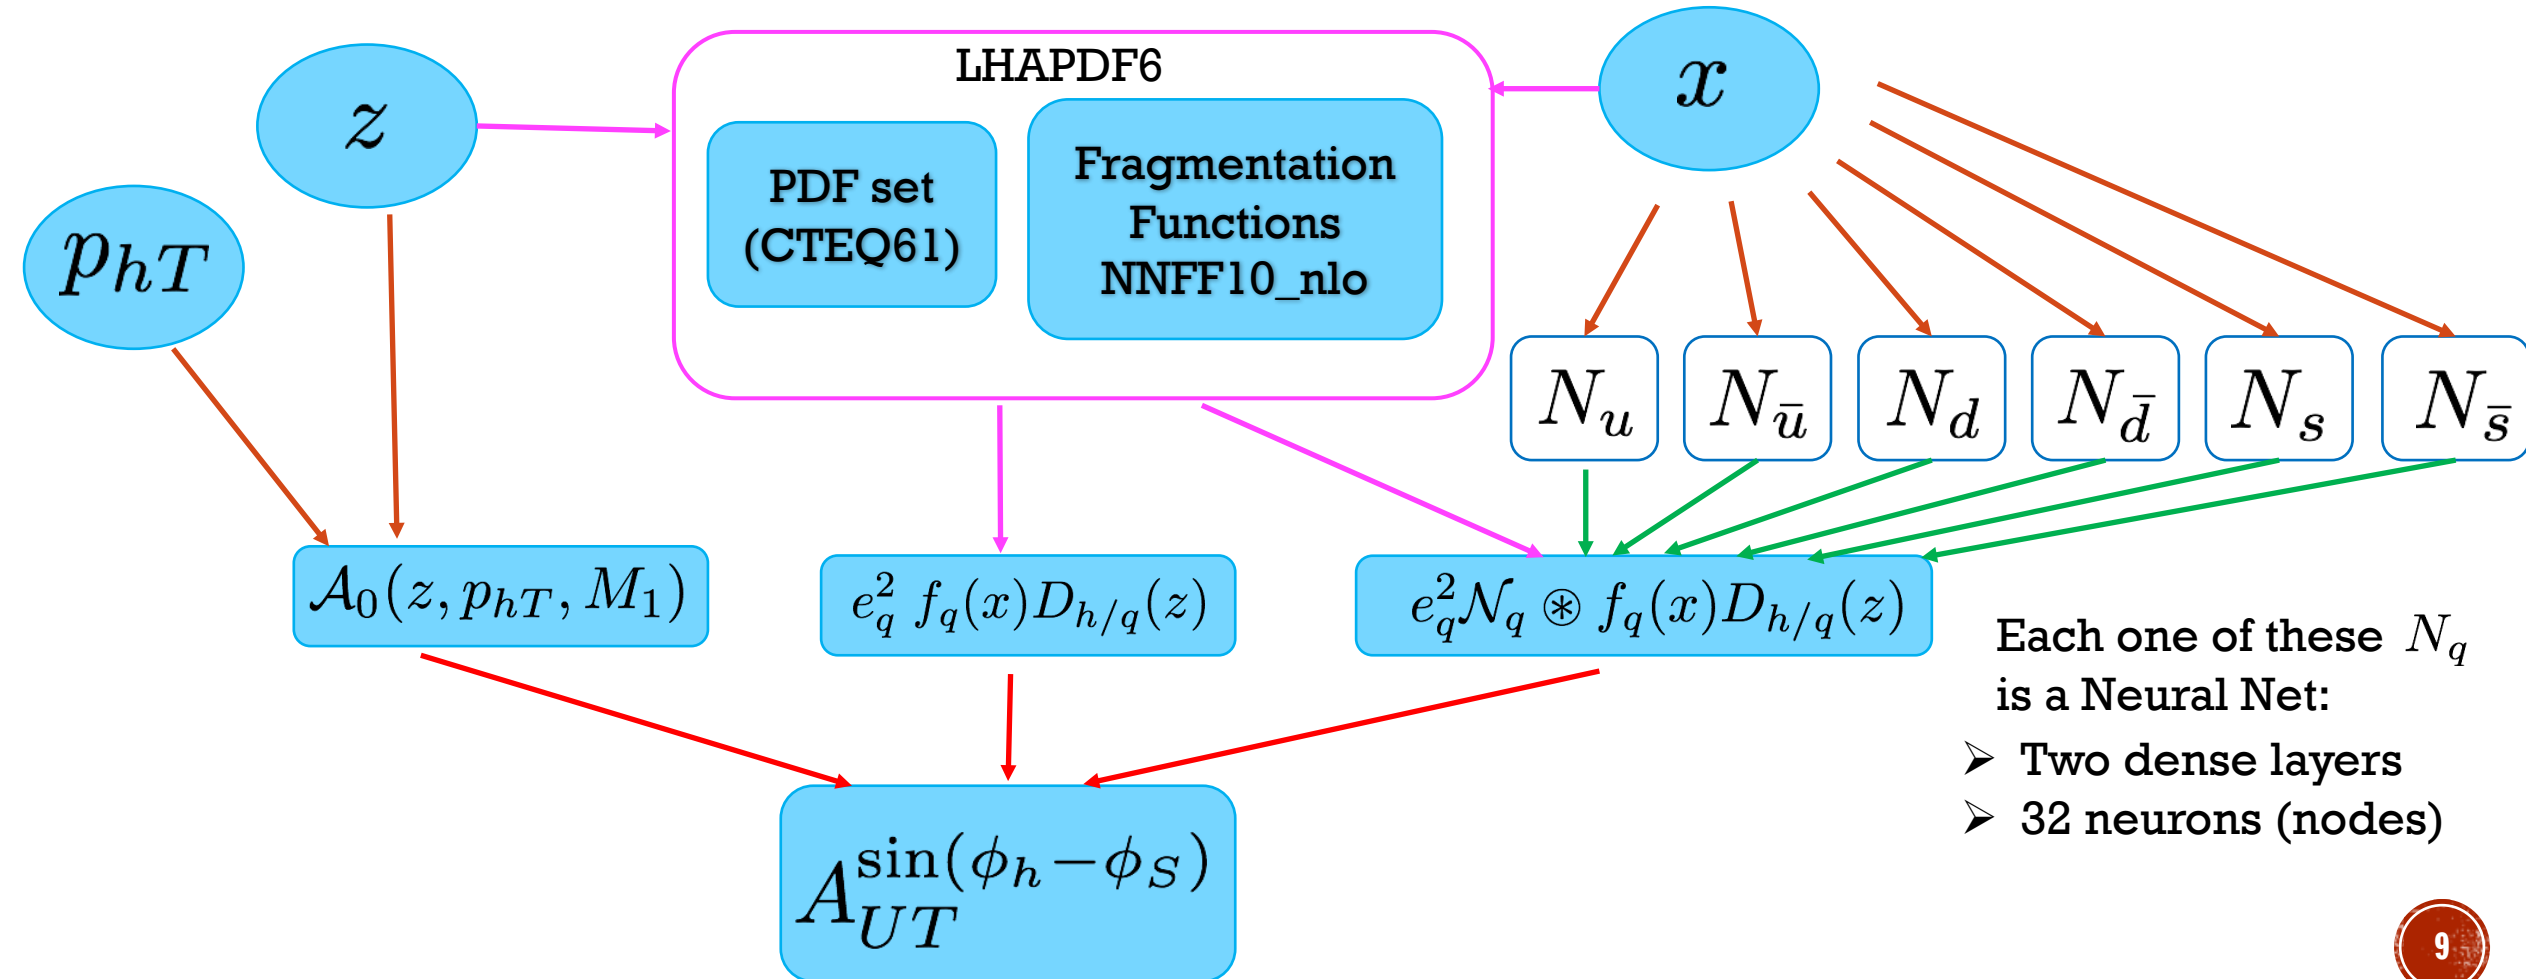 LHAPDF6
x
z
PDF set
(CTEQ61)
Fragmentation
Functions
NNFF10_nlo
p_{hT}
N_u
N_{\bar{u}}
N_d
N_{\bar{d}}
N_s
N_{\bar{s}}
\mathcal{A}_0(z, p_{hT}, M_1)
e_q^2 f_q(x)D_{h/q}(z)
e_q^2 \mathcal{N}_q ⊛ f_q(x)D_{h/q}(z)
Each one of these N_q
is a Neural Net:
➢ Two dense layers
➢ 32 neurons (nodes)
A_{UT}^{\sin(\phi_h-\phi_S)}
9